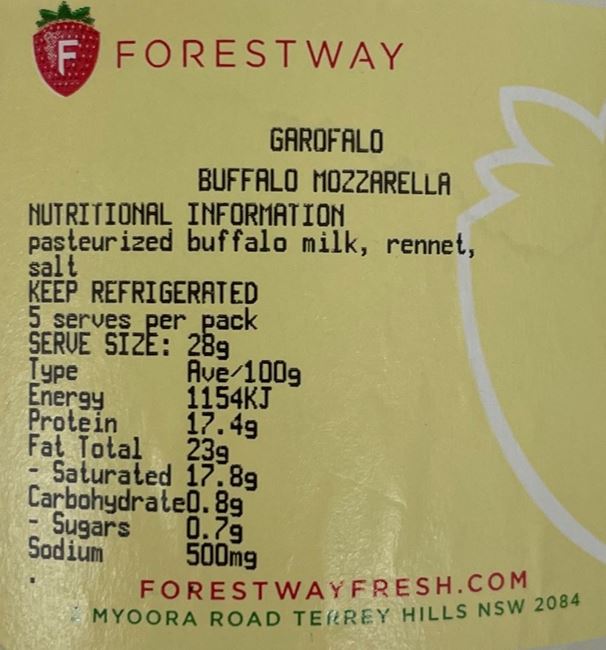 F FORESTWAY
GAROFALO
BUFFALO MOZZARELLA
NUTRITIONAL INFORMATION
pasteurized buffalo milk, rennet,
salt
KEEP REFRIGERATED
5 serves per pack
SERVE SIZE: 28g
Type Ave/100g
Energy 1154KJ
Protein 17.4g
Fat Total 23g
- Saturated 17.8g
Carbohydrate0.8g
- Sugars 0.7g
Sodium 500mg
.
FORESTWAYFRESH.COM
MYOORA ROAD TERREY HILLS NSW 2084